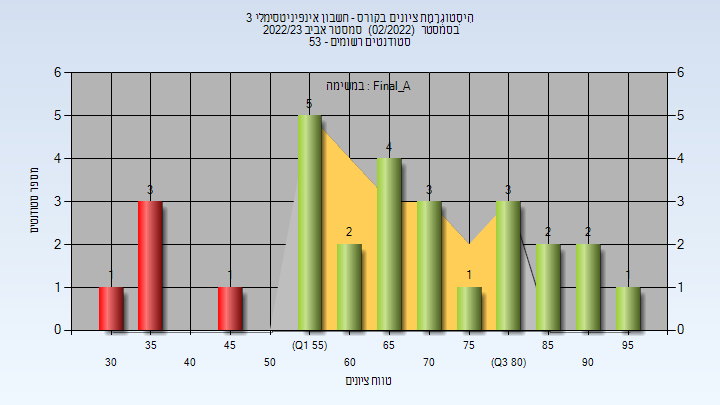 היסטוגרמת ציונים בקורס - חשבון אינפיניטסימלי 3
בסמסטר (02/2022) סמסטר אביב 2022/23
סטודנטים רשומים - 53
במשימה : Final_A
מספר סטודנטים
6 6
5 5
4 4
3 3
2 2
1 1
0 0
1 3 1 5 2 4 3 1 3 2 2 1
35 45 (Q1 55) 65 75 85 95
30 40 50 60 70 (Q3 80) 90
טווח ציונים